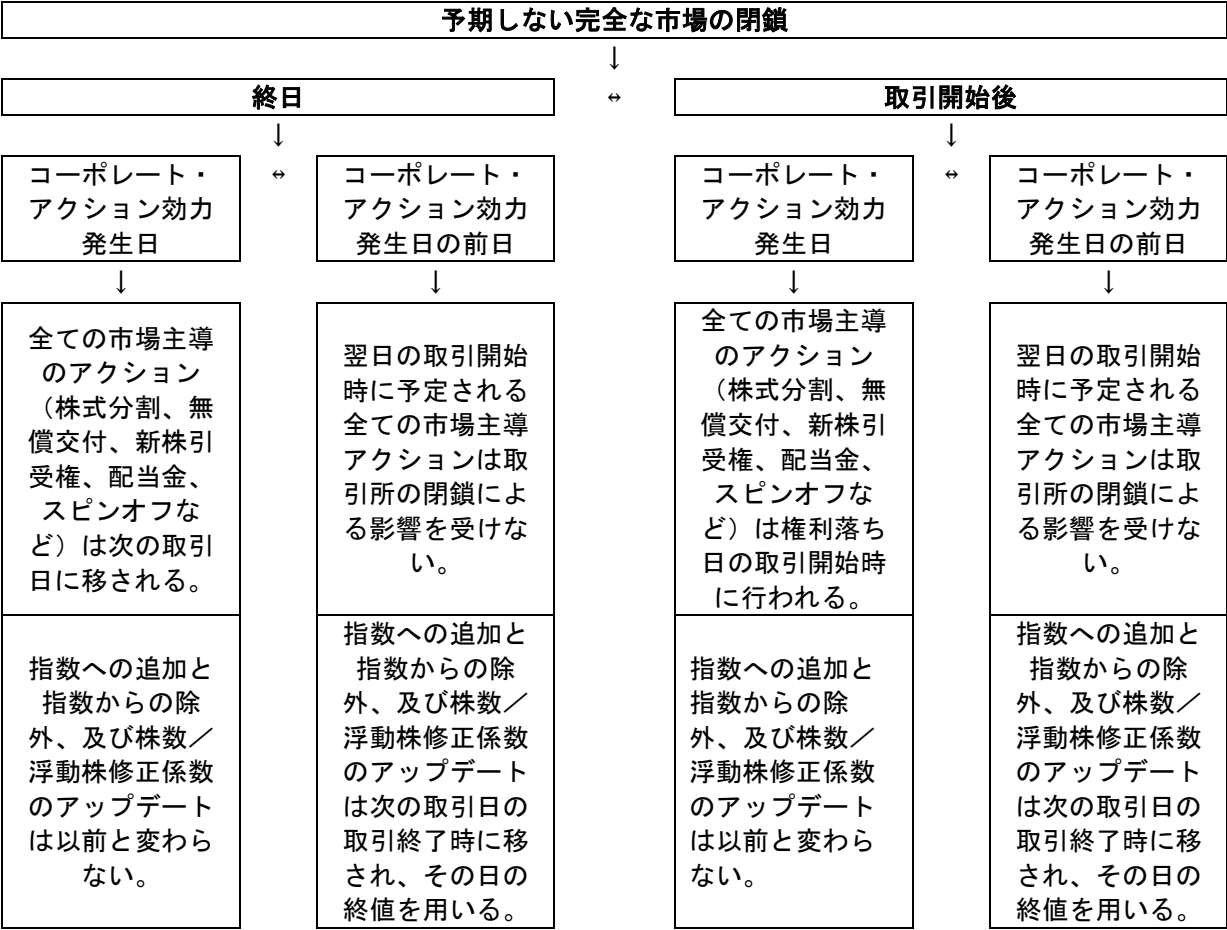 予期しない完全な市場の閉鎖
↓
終日
↔
取引開始後
↓
↓
コーポレート・
アクション効力
発生日
↔
コーポレート・
アクション効力
発生日の前日
コーポレート・
アクション効力
発生日
↔
コーポレート・
アクション効力
発生日の前日
↓
↓
↓
↓
全ての市場主導
のアクション
（株式分割、無
償交付、新株引
受権、配当金、
スピンオフな
ど）は次の取引
日に移される。
翌日の取引開始
時に予定される
全ての市場主導
アクションは取
引所の閉鎖によ
る影響を受けな
い。
全ての市場主導
のアクション
（株式分割、無
償交付、新株引
受権、配当金、
スピンオフな
ど）は権利落ち
日の取引開始時
に行われる。
翌日の取引開始
時に予定される
全ての市場主導
アクションは取
引所の閉鎖によ
る影響を受けな
い。
指数への追加と
指数からの除
外、及び株数／
浮動株修正係数
のアップデート
は以前と変わら
ない。
指数への追加と
指数からの除
外、及び株数／
浮動株修正係数
のアップデート
は次の取引日の
取引終了時に移
され、その日の
終値を用いる。
指数への追加と
指数からの除
外、及び株数／
浮動株修正係数
のアップデート
は以前と変わら
ない。
指数への追加と
指数からの除
外、及び株数／
浮動株修正係数
のアップデート
は次の取引日の
取引終了時に移
され、その日の
終値を用いる。